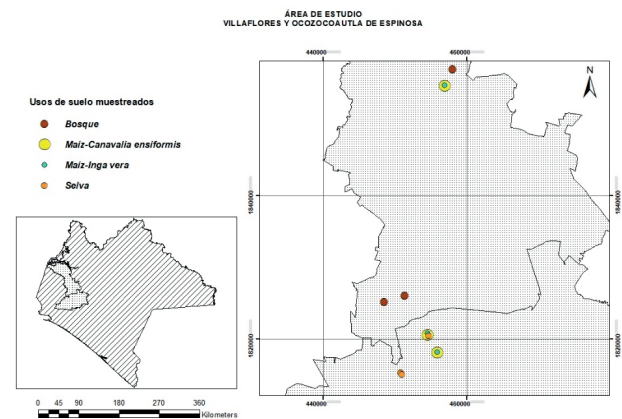 ÁREA DE ESTUDIO
VILLAFLORES Y OCOZOCOAUTLA DE ESPINOSA
440000 460000
N
Usos de suelo muestreados
Bosque
Maíz-Canavalia ensiformis
Maíz-Inga vera
Selva
1840000 1840000
1820000 1820000
440000 460000
0 45 90 180 270 360
Kilometers